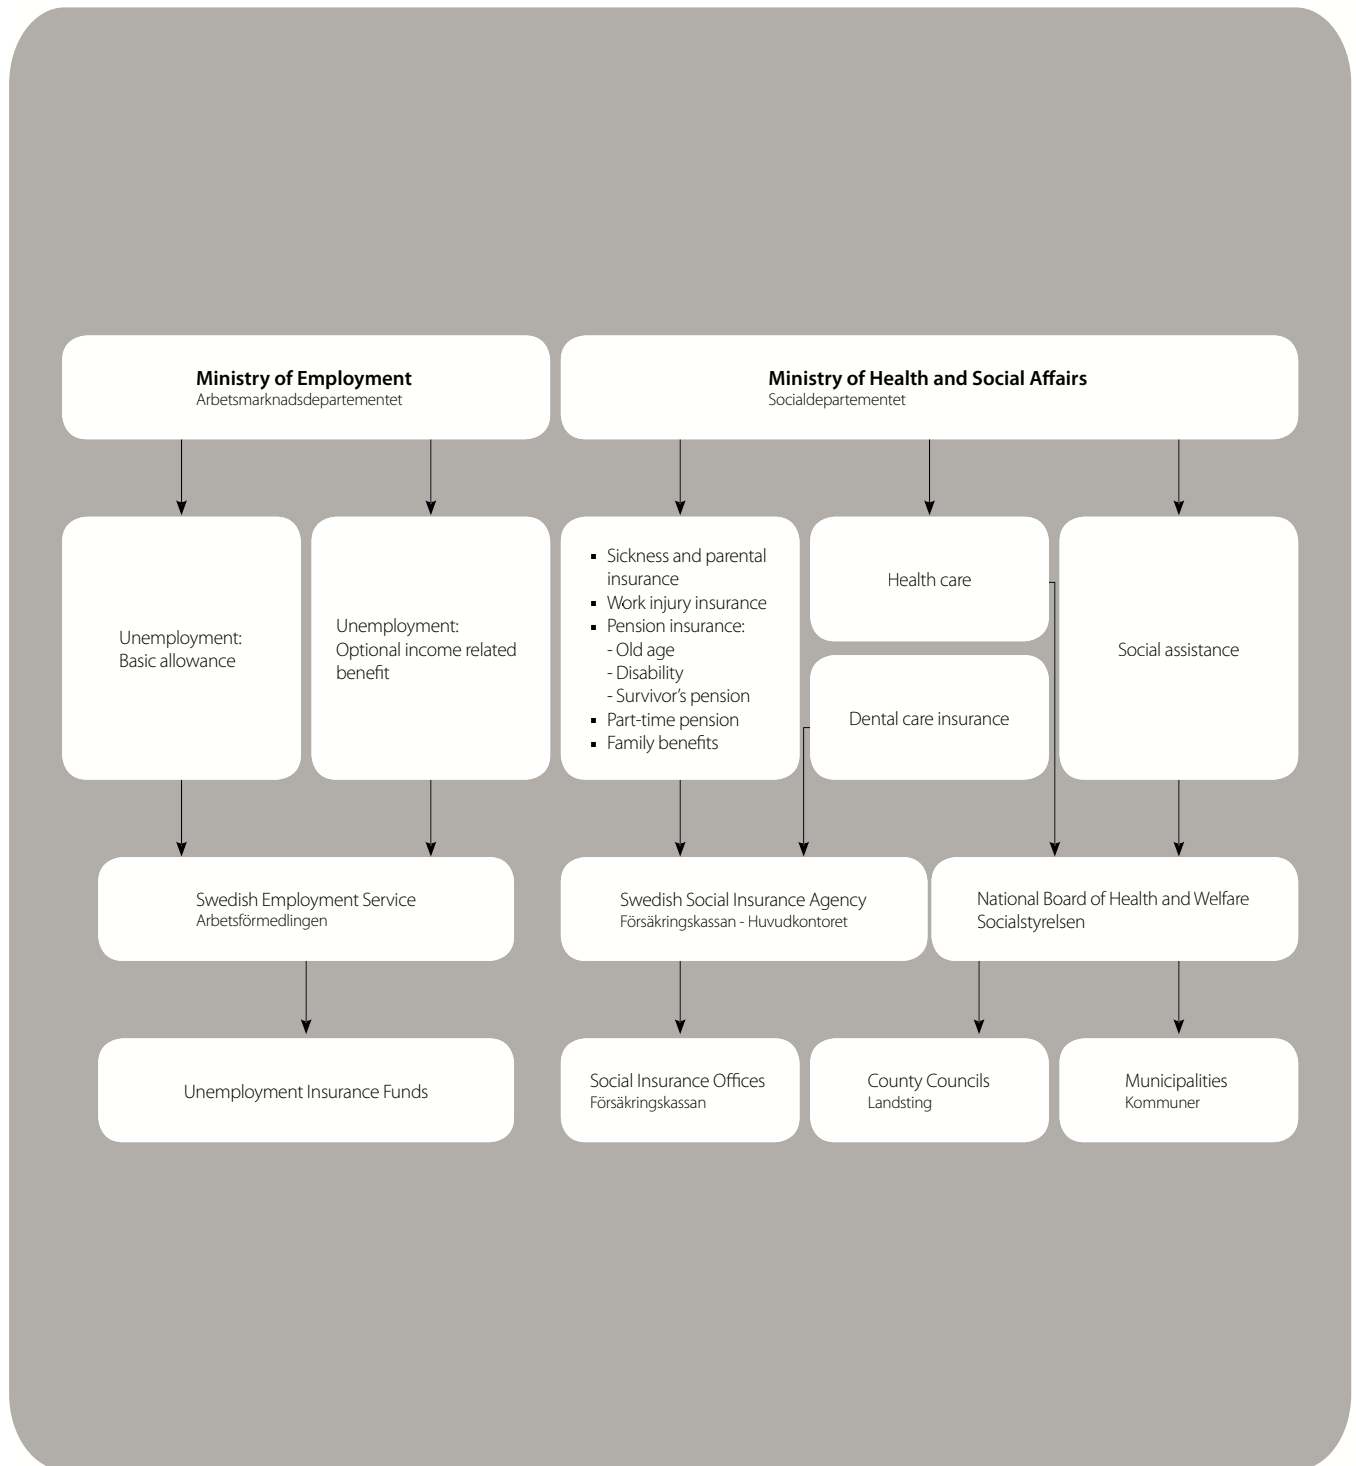 Ministry of Employment
Arbetsmarknadsdepartementet
Ministry of Health and Social Affairs
Socialdepartementet
Unemployment:
Basic allowance
Unemployment:
Optional income related
benefit
▪ Sickness and parental
insurance
▪ Work injury insurance
▪ Pension insurance:
- Old age
- Disability
- Survivor’s pension
▪ Part-time pension
▪ Family benefits
Health care
Dental care insurance
Social assistance
Swedish Employment Service
Arbetsförmedlingen
Swedish Social Insurance Agency
Försäkringskassan - Huvudkontoret
National Board of Health and Welfare
Socialstyrelsen
Unemployment Insurance Funds
Social Insurance Offices
Försäkringskassan
County Councils
Landsting
Municipalities
Kommuner